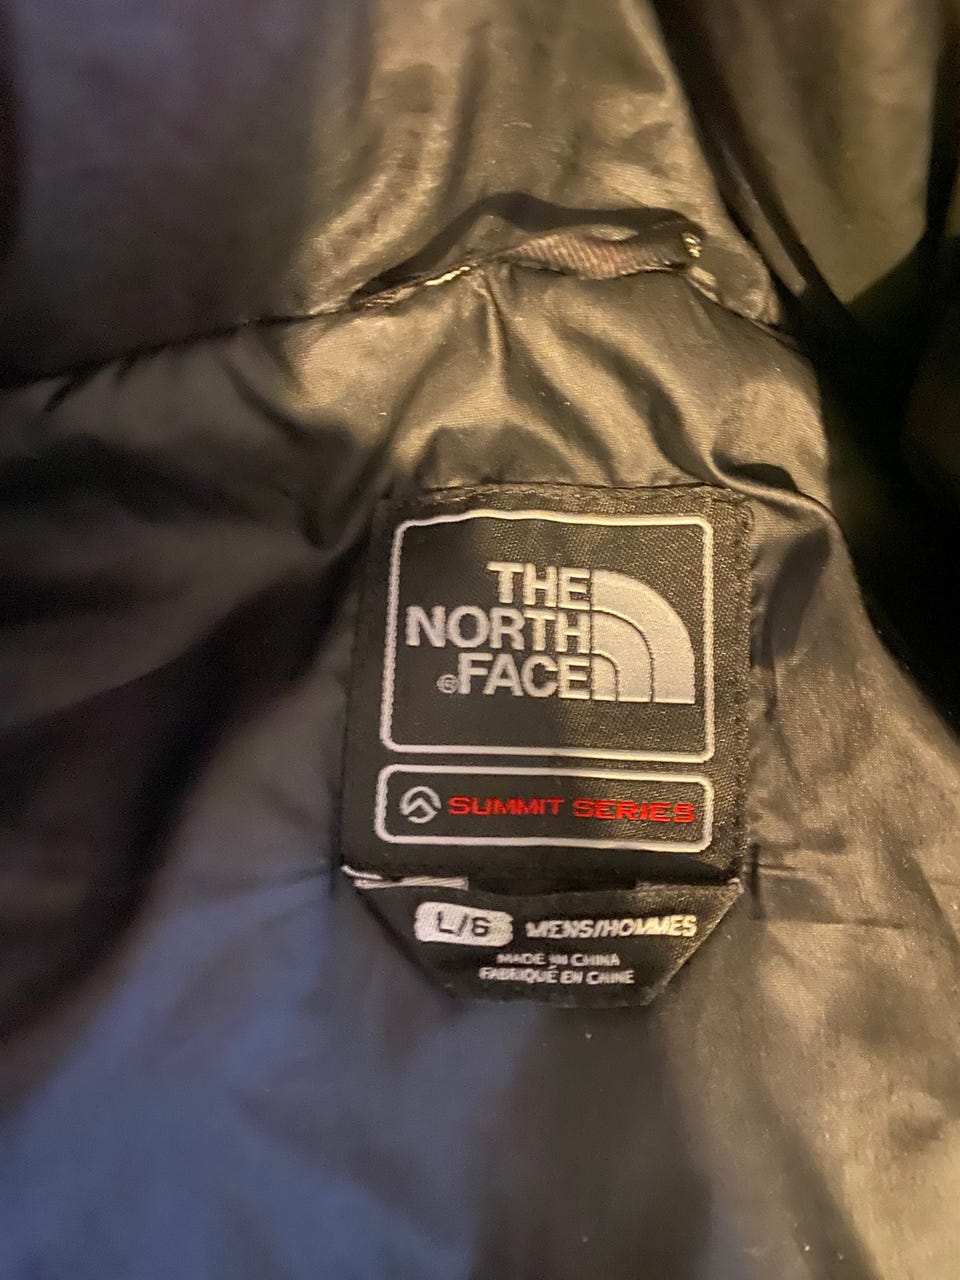 THE
NORTH
®FACE
SUMMIT SERIES
L/G MENS/HOMMES
MADE IN CHINA
FABRIQUÉ EN CHINE